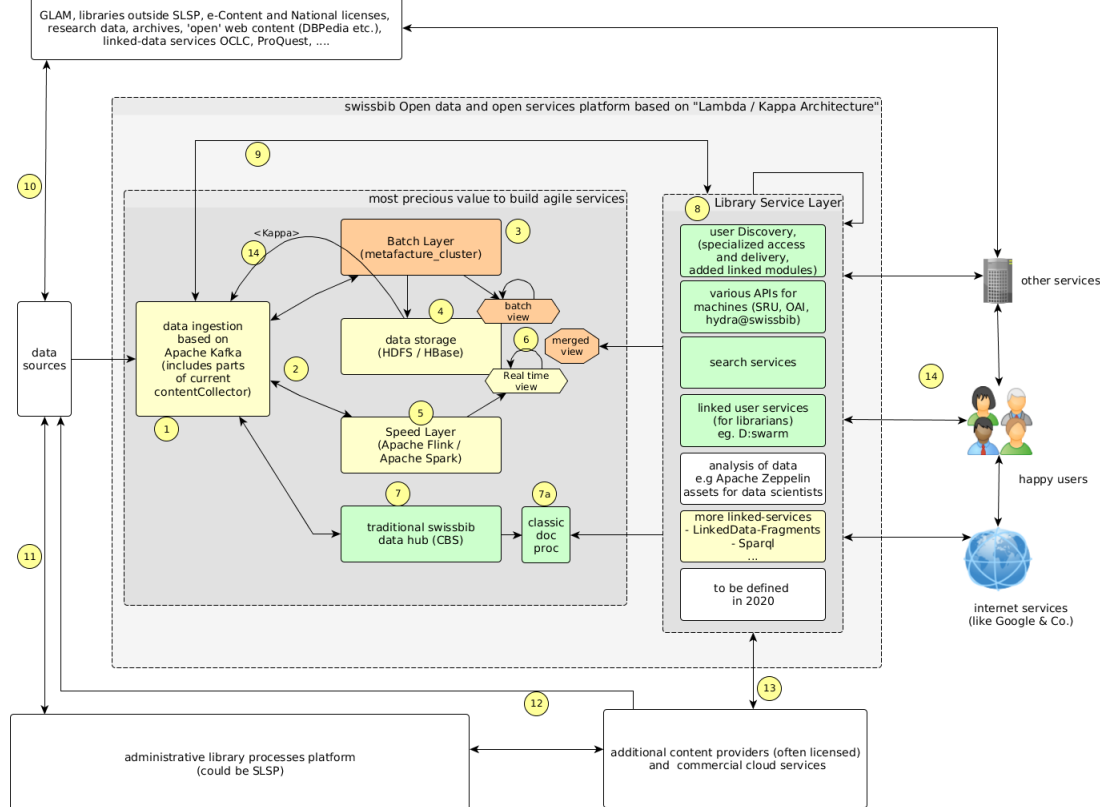 GLAM, libraries outside SLSP, e-Content and National licenses,
research data, archives, 'open' web content (DBPedia etc.),
linked-data services OCLC, ProQuest, ....
swissbib Open data and open services platform based on "Lambda / Kappa Architecture"
9
10
most precious value to build agile services
8
Library Service Layer
<Kappa>
14
Batch Layer
(metafacture_cluster)
3
user Discovery,
(specialized access
and delivery,
added linked modules)
other services
data
sources
data ingestion
based on
Apache Kafka
(includes parts
of current
contentCollector)
1
2
4
data storage
(HDFS / HBase)
batch
view
6
merged
view
Real time
view
various APIs for
machines (SRU, OAI,
hydra@swissbib)
search services
14
5
Speed Layer
(Apache Flink /
Apache Spark)
linked user services
(for librarians)
eg. D:swarm
analysis of data
e.g Apache Zeppelin
assets for data scientists
happy users
7
traditional swissbib
data hub (CBS)
7a
classic
doc
proc
more linked-services
- LinkedData-Fragments
- Sparql
...
11
to be defined
in 2020
internet services
(like Google & Co.)
12
13
administrative library processes platform
(could be SLSP)
additional content providers (often licensed)
and commercial cloud services